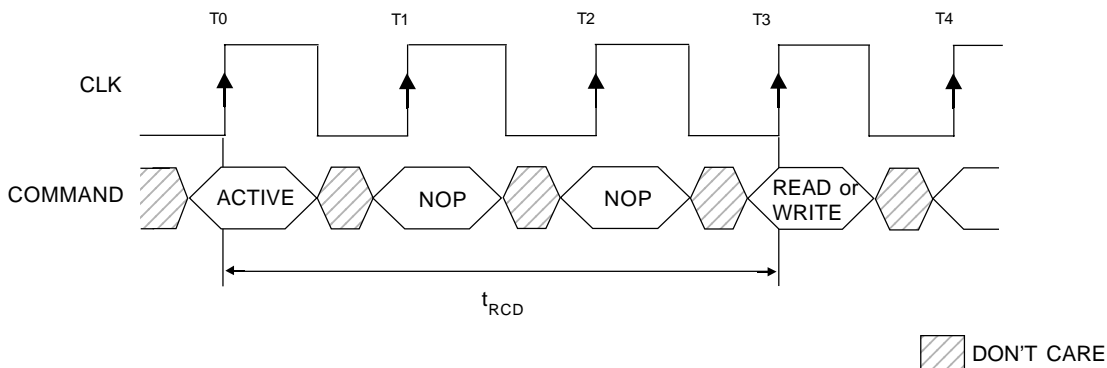 T0 T1 T2 T3 T4
CLK
COMMAND ACTIVE NOP NOP READ or
WRITE
tRCD
DON'T CARE